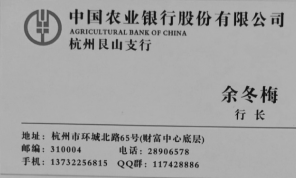 中国农业银行股份有限公司
AGRICULTURAL BANK OF CHINA
杭州艮山支行
余冬梅
行长
地址：杭州市环城北路65号(财富中心底层)
邮编：310004 电话：28906578
手机：13732256815 QQ群：117428886